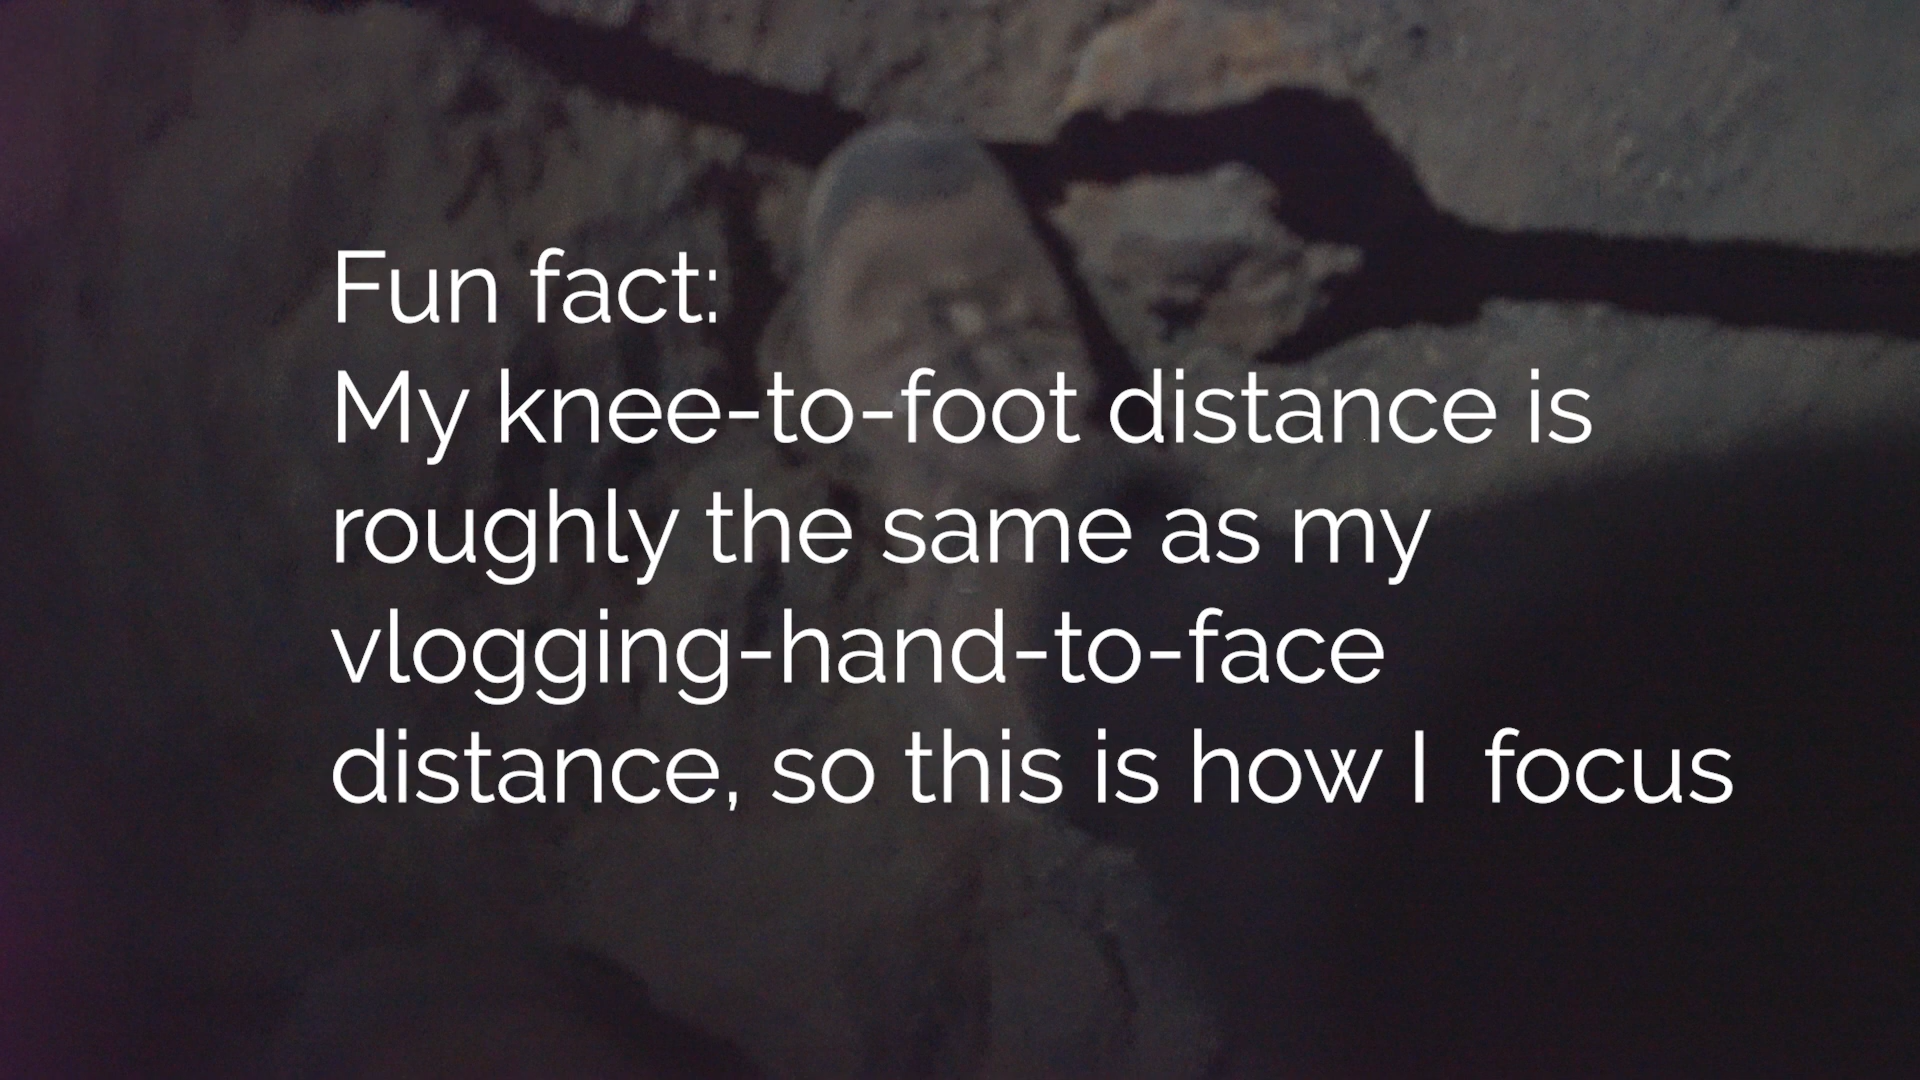 Fun fact:
My knee-to-foot distance is
roughly the same as my
vlogging-hand-to-face
distance, so this is how I  focus